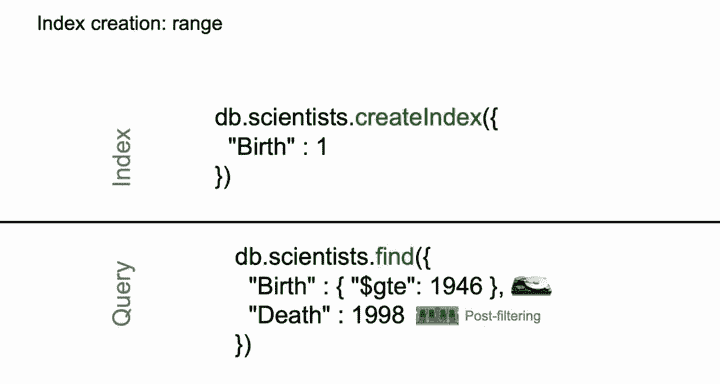 Index creation: range
Index
db.scientists.createIndex({
"Birth" : 1
})
Query
db.scientists.find({
"Birth" : { "$gte": 1946 },
"Death" : 1998 Post-filtering
})